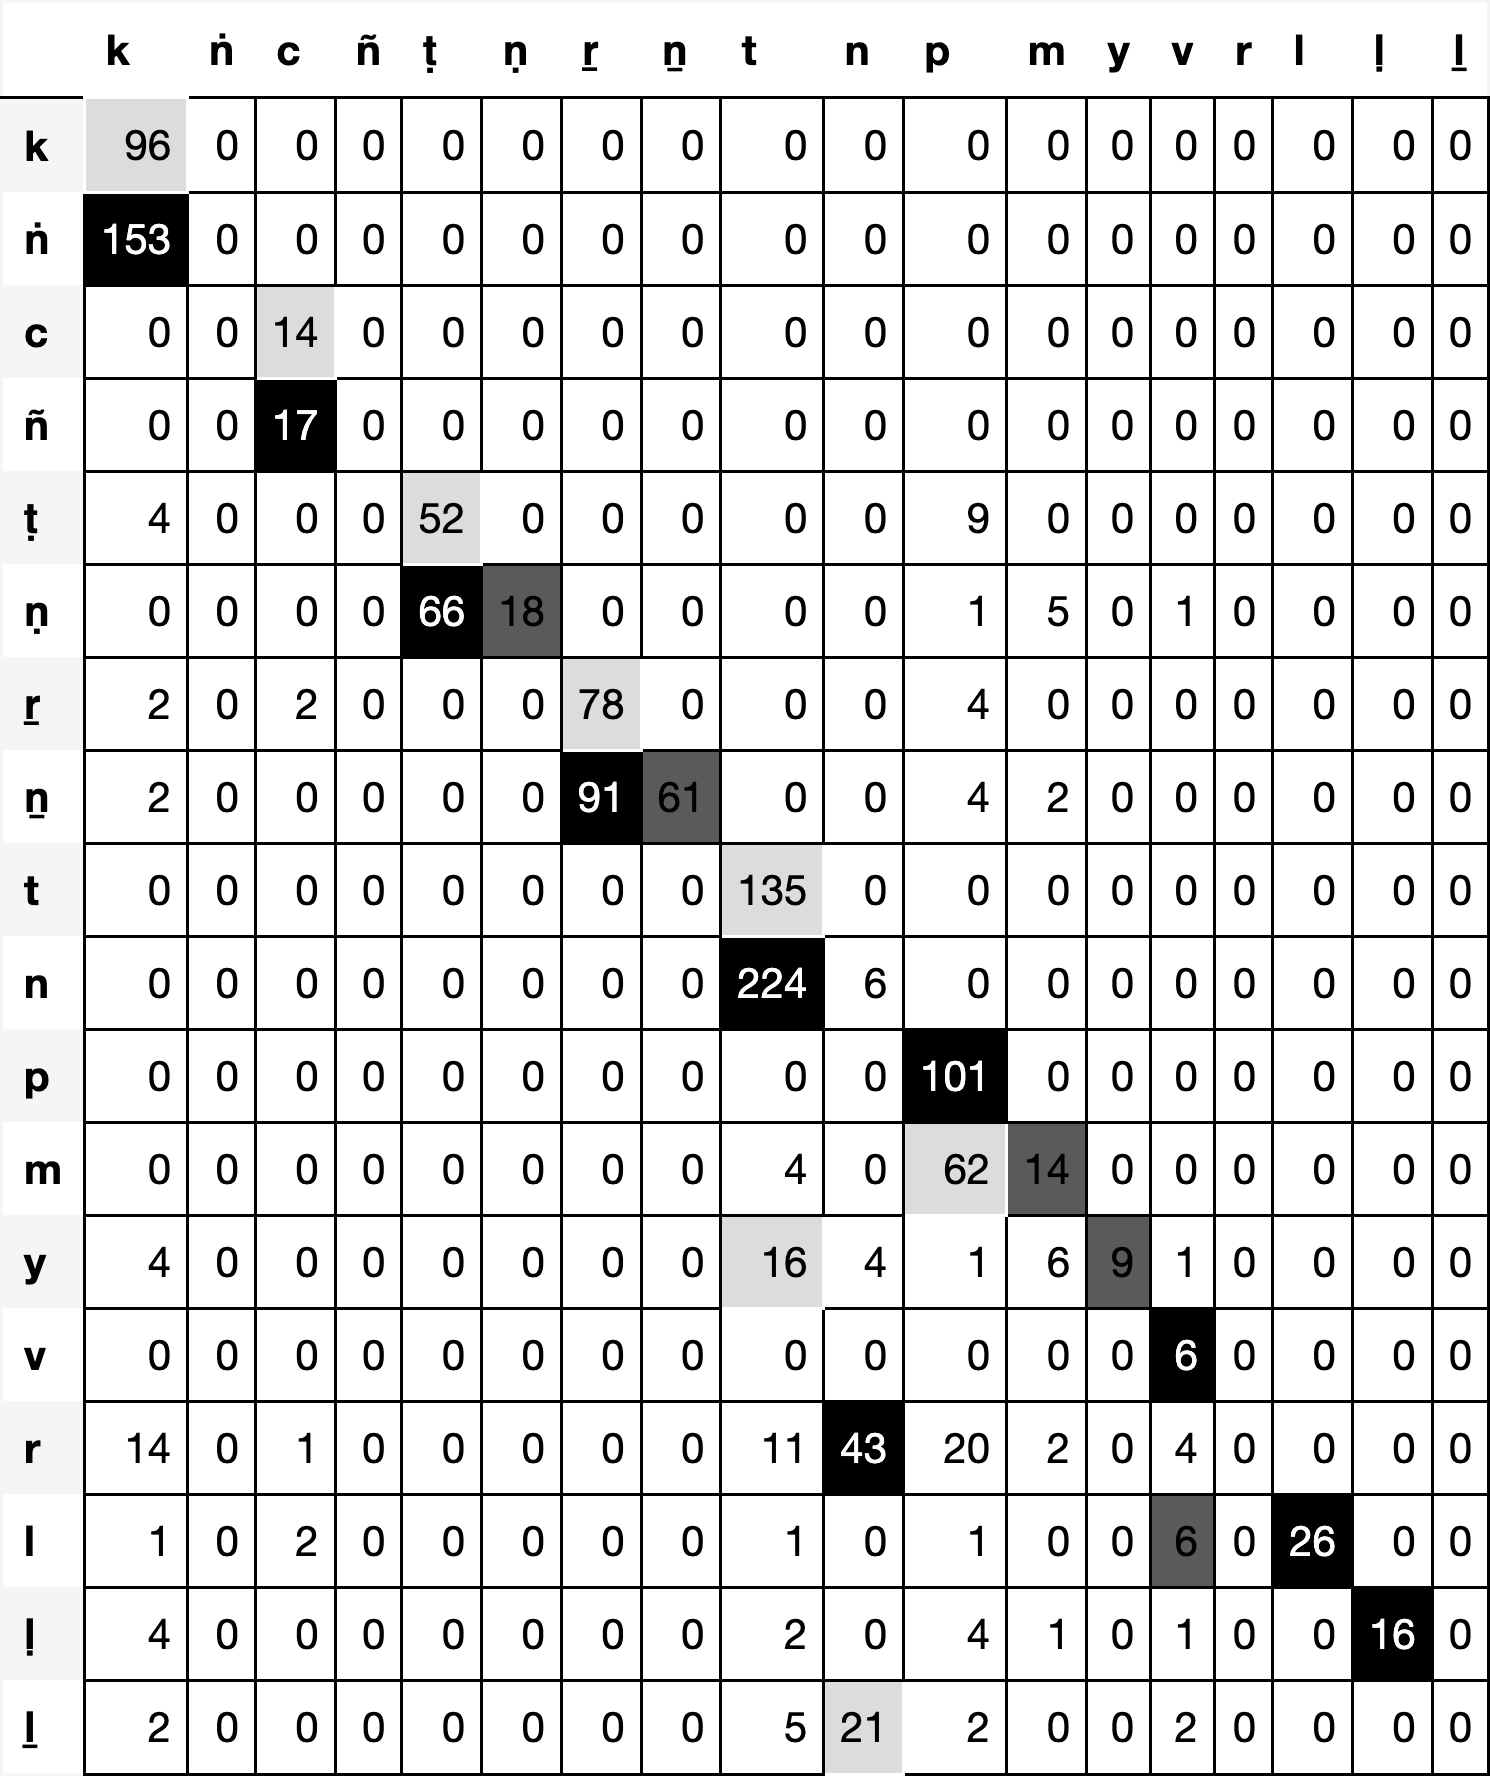 k ṅ c ñ ṭ ṇ ṟ ṉ t n p m y v r l ḷ ḻ
k 96 0 0 0 0 0 0 0 0 0 0 0 0 0 0 0 0 0
ṅ 153 0 0 0 0 0 0 0 0 0 0 0 0 0 0 0 0 0
c 0 0 14 0 0 0 0 0 0 0 0 0 0 0 0 0 0 0
ñ 0 0 17 0 0 0 0 0 0 0 0 0 0 0 0 0 0 0
ṭ 4 0 0 0 52 0 0 0 0 0 9 0 0 0 0 0 0 0
ṇ 0 0 0 0 66 18 0 0 0 0 1 5 0 1 0 0 0 0
ṟ 2 0 2 0 0 0 78 0 0 0 4 0 0 0 0 0 0 0
ṉ 2 0 0 0 0 0 91 61 0 0 4 2 0 0 0 0 0 0
t 0 0 0 0 0 0 0 0 135 0 0 0 0 0 0 0 0 0
n 0 0 0 0 0 0 0 0 224 6 0 0 0 0 0 0 0 0
p 0 0 0 0 0 0 0 0 0 0 101 0 0 0 0 0 0 0
m 0 0 0 0 0 0 0 0 4 0 62 14 0 0 0 0 0 0
y 4 0 0 0 0 0 0 0 16 4 1 6 9 1 0 0 0 0
v 0 0 0 0 0 0 0 0 0 0 0 0 0 6 0 0 0 0
r 14 0 1 0 0 0 0 0 11 43 20 2 0 4 0 0 0 0
l 1 0 2 0 0 0 0 0 1 0 1 0 0 6 0 26 0 0
ḷ 4 0 0 0 0 0 0 0 2 0 4 1 0 1 0 0 16 0
ḻ 2 0 0 0 0 0 0 0 5 21 2 0 0 2 0 0 0 0